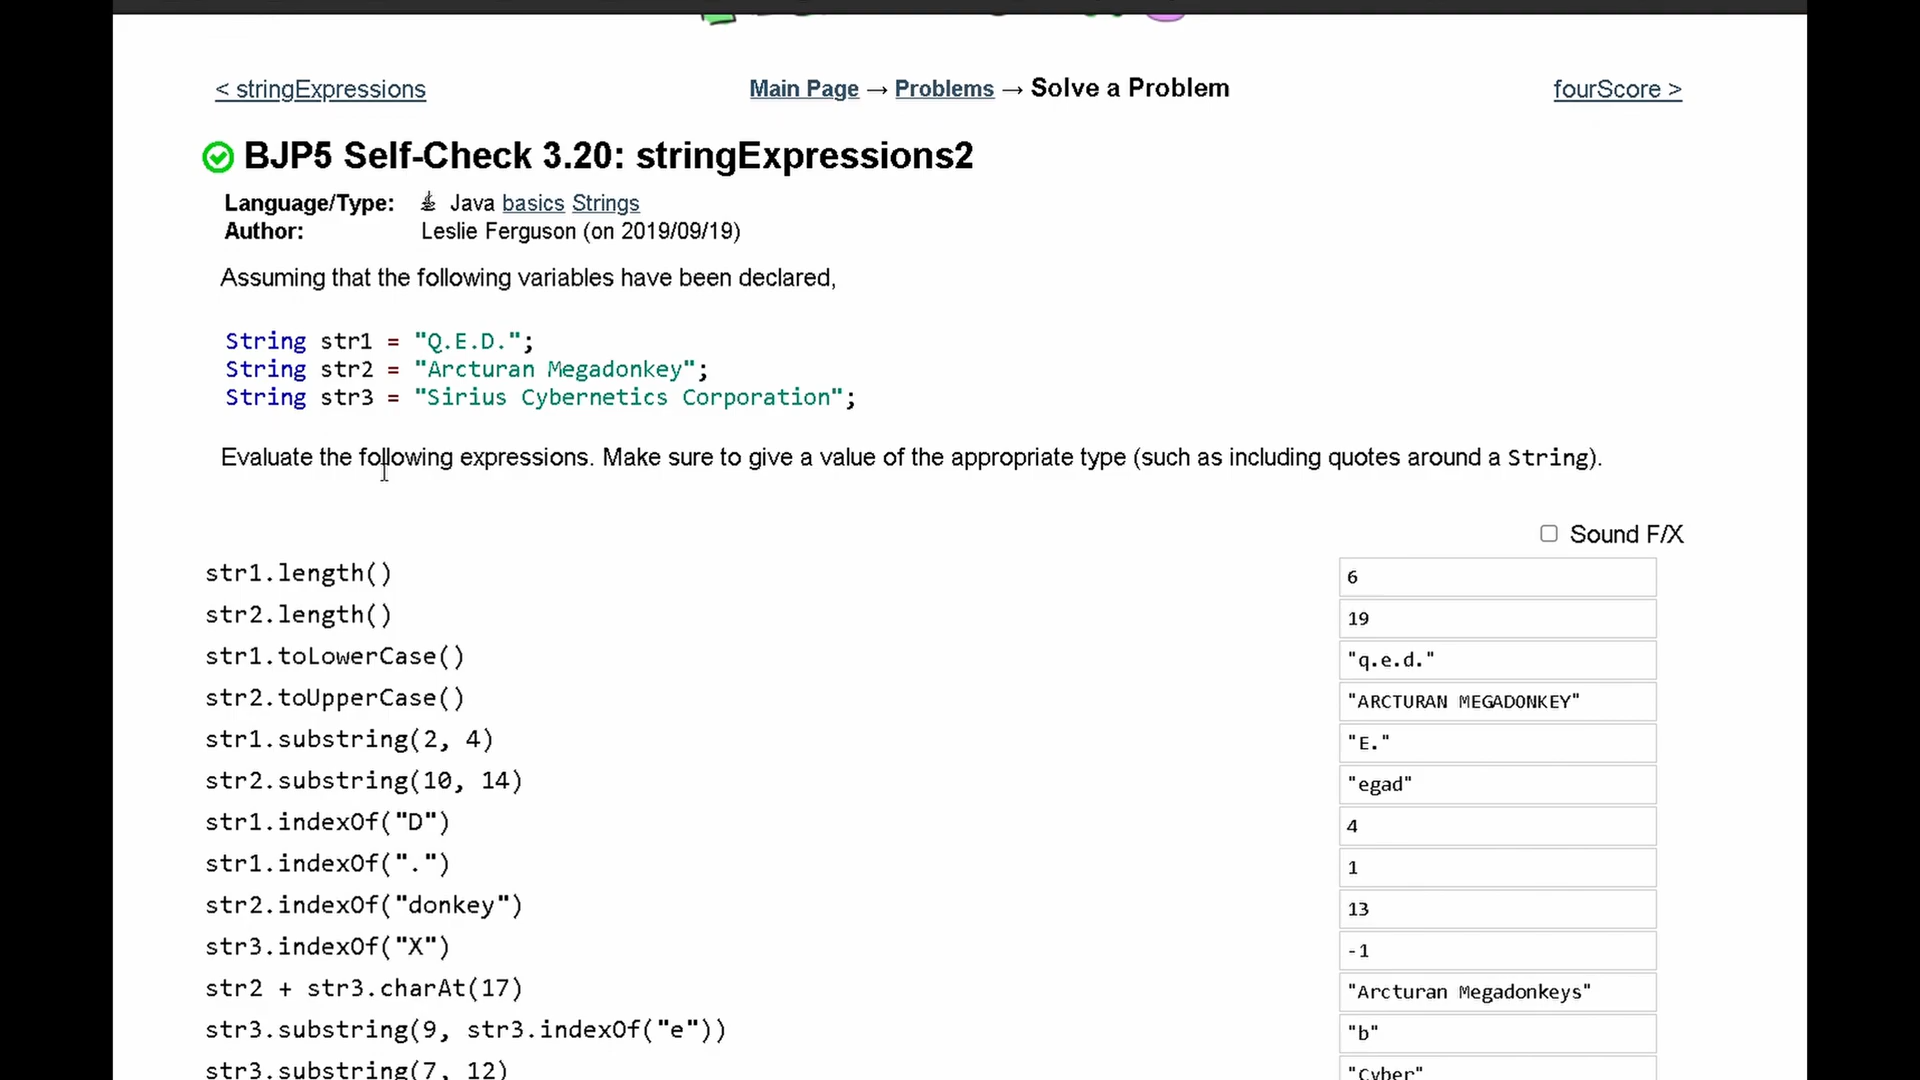 < stringExpressions Main Page → Problems → Solve a Problem fourScore >
BJP5 Self-Check 3.20: stringExpressions2
Language/Type: Java basics Strings
Author: Leslie Ferguson (on 2019/09/19)
Assuming that the following variables have been declared,
String str1 = "Q.E.D.";
String str2 = "Arcturan Megadonkey";
String str3 = "Sirius Cybernetics Corporation";
Evaluate the following expressions. Make sure to give a value of the appropriate type (such as including quotes around a String).
Sound F/X
str1.length() 6
str2.length() 19
str1.toLowerCase() "q.e.d."
str2.toUpperCase() "ARCTURAN MEGADONKEY"
str1.substring(2, 4) "E."
str2.substring(10, 14) "egad"
str1.indexOf("D") 4
str1.indexOf(".") 1
str2.indexOf("donkey") 13
str3.indexOf("X") -1
str2 + str3.charAt(17) "Arcturan Megadonkeys"
str3.substring(9, str3.indexOf("e")) "b"
str3.substring(7, 12) "Cyber"